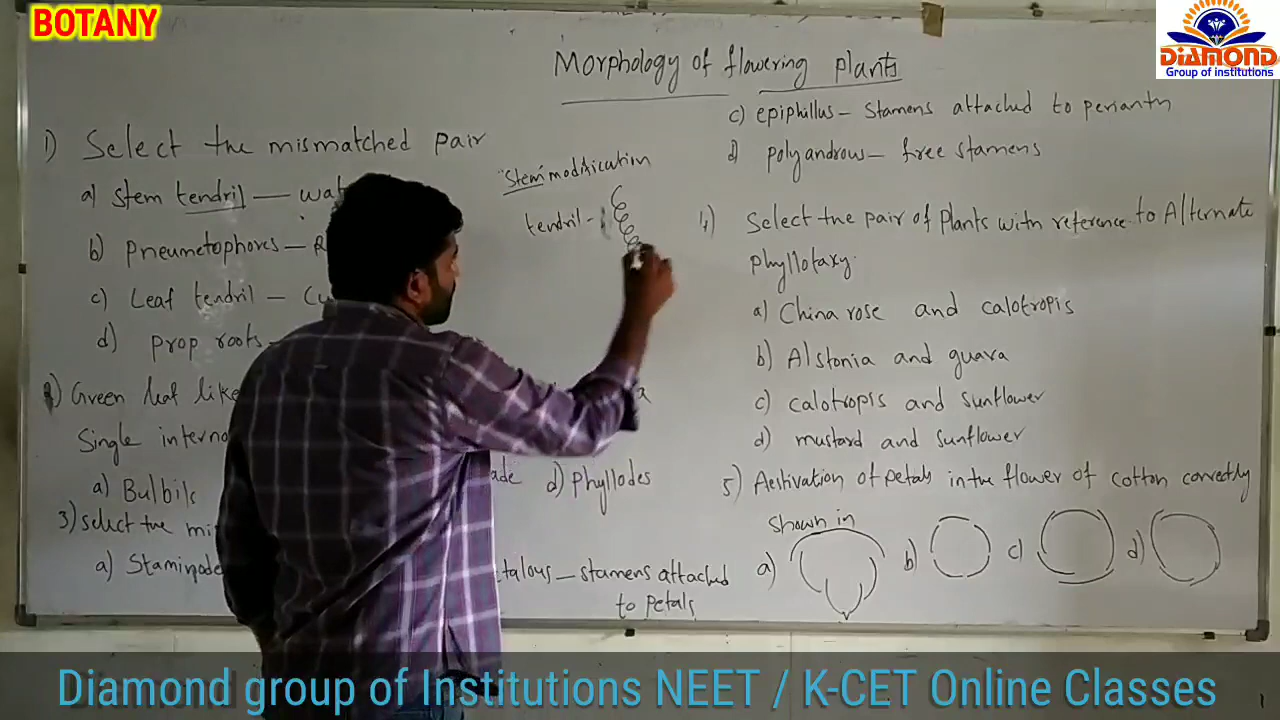 BOTANY
DIAMOND
Group of institutions
Morphology of flowering plants
1) Select the mismatched pair
a) Stem tendril —
b) Pneumetophores —
c) Leaf tendril —
d) prop roots -
Green leaf like
Single intern
a) Bulbils
d) Phyllodes
3) Select the
a) Staminode
— stamens attached
to petals
Stem modification
tendril -
c) epiphillus – Stamens attached to perianth
d) polyandrous – free stamens
4) Select the pair of plants with reference to Alternate
Phyllotaxy.
a) China rose and calotropis
b) Alstonia and guava
c) calotropis and sunflower
d) mustard and sunflower
5) Aestivation of petals in the flower of cotton correctly
shown in
a)
b)
c)
d)
Diamond group of Institutions NEET / K-CET Online Classes